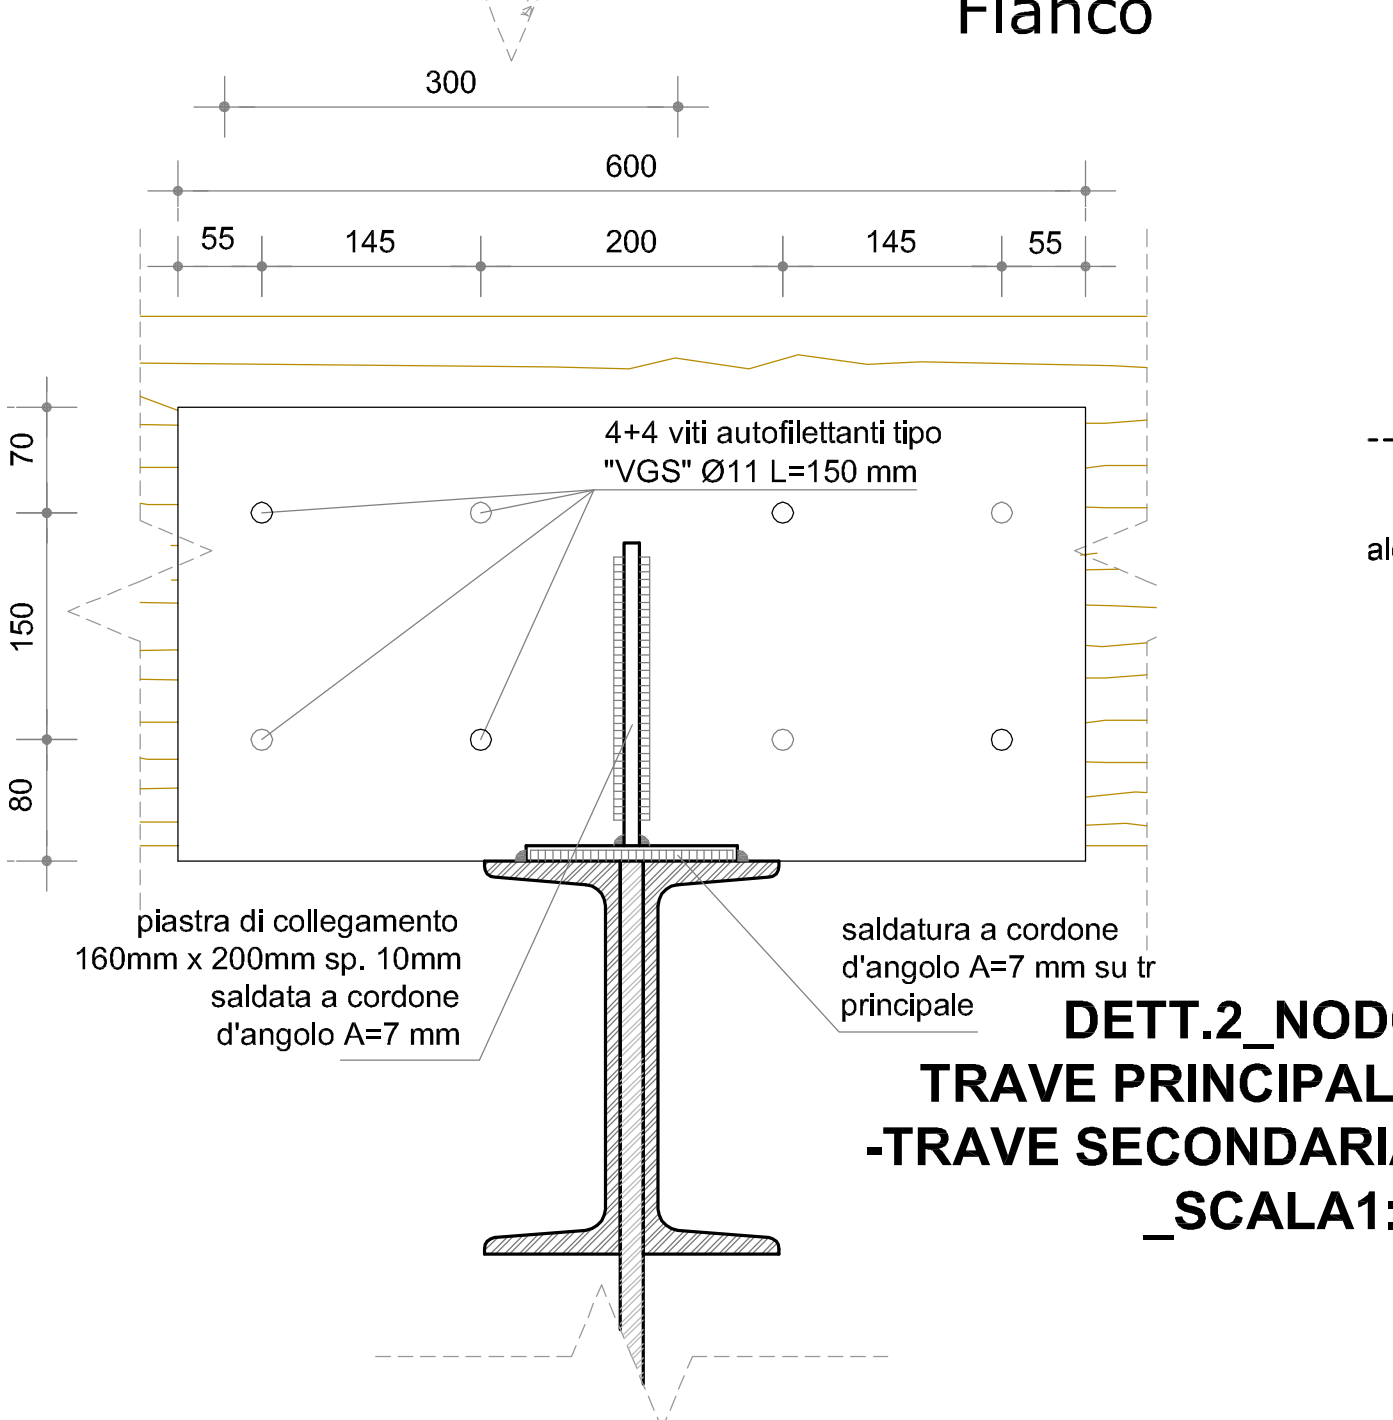 Fianco
300
600
55
145
200
145
55
70
150
80
4+4 viti autofilettanti tipo
"VGS" Ø11 L=150 mm
piastra di collegamento
160mm x 200mm sp. 10mm
saldata a cordone
d'angolo A=7 mm
saldatura a cordone
d'angolo A=7 mm su tr
principale
DETT.2_NOD
TRAVE PRINCIPAL
-TRAVE SECONDARIA
_SCALA1: